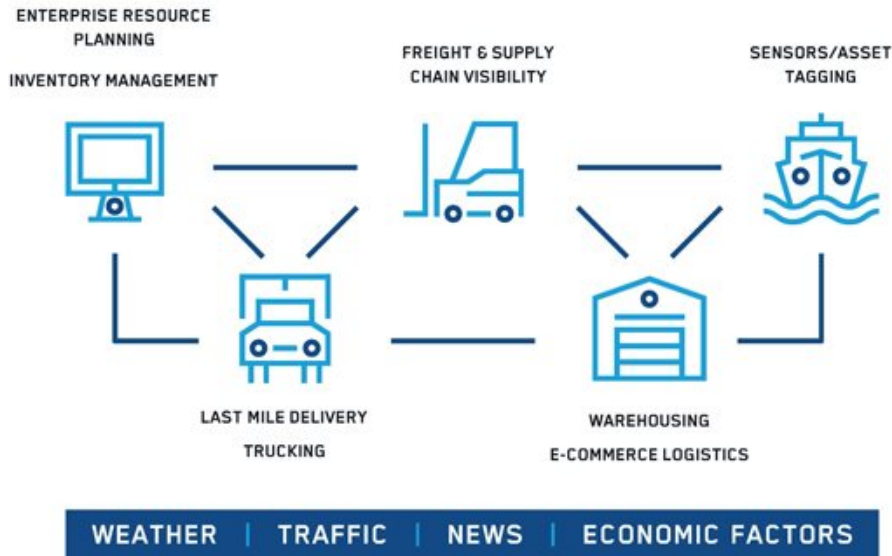 ENTERPRISE RESOURCE
PLANNING
INVENTORY MANAGEMENT
FREIGHT & SUPPLY
CHAIN VISIBILITY
SENSORS/ASSET
TAGGING
LAST MILE DELIVERY
TRUCKING
WAREHOUSING
E-COMMERCE LOGISTICS
WEATHER | TRAFFIC | NEWS | ECONOMIC FACTORS